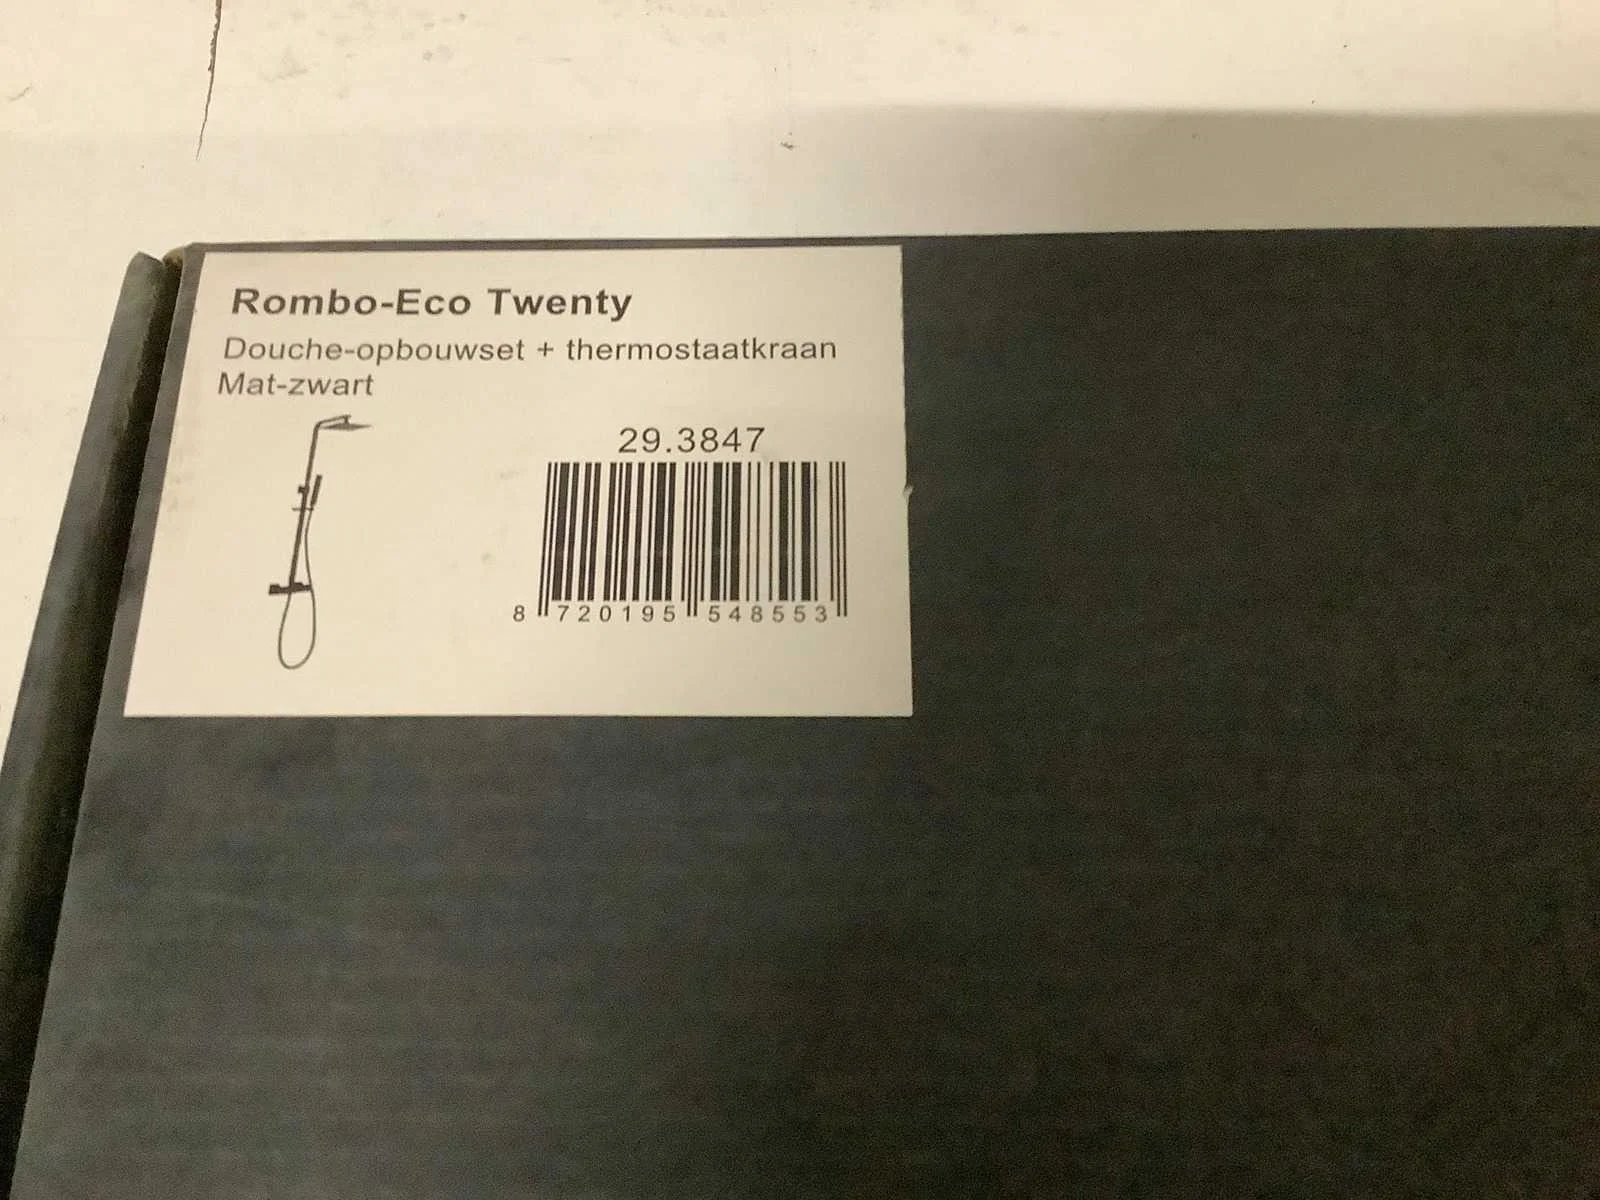 Rombo-Eco Twenty
Douche-opbouwset + thermostaatkraan
Mat-zwart
29.3847
8 720195 548553